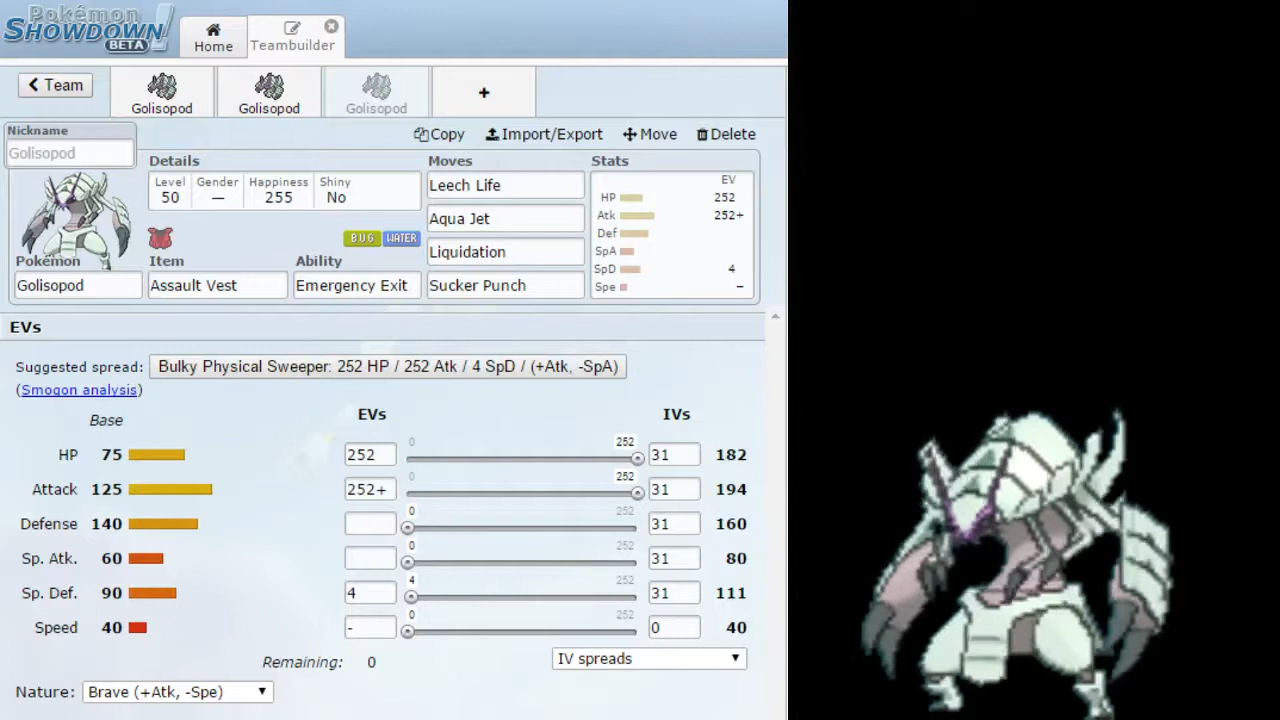 Pokémon
SHOWDOWN!
BETA
Home
Teambuilder
Team
Golisopod
Golisopod
Golisopod
+
Nickname
Golisopod
Copy
Import/Export
Move
Delete
Details
Level
50
Gender
—
Happiness
255
Shiny
No
BUG WATER
Pokémon
Golisopod
Item
Assault Vest
Ability
Emergency Exit
Moves
Leech Life
Aqua Jet
Liquidation
Sucker Punch
Stats
EV
HP 252
Atk 252+
Def
SpA
SpD 4
Spe –
EVs
Suggested spread: Bulky Physical Sweeper: 252 HP / 252 Atk / 4 SpD / (+Atk, -SpA)
(Smogon analysis)
Base EVs IVs
HP 75 252 0 252 31 182
Attack 125 252+ 0 252 31 194
Defense 140 0 252 31 160
Sp. Atk. 60 0 252 31 80
Sp. Def. 90 4 4 252 31 111
Speed 40 - 0 252 0 40
Remaining: 0
IV spreads
Nature: Brave (+Atk, -Spe)